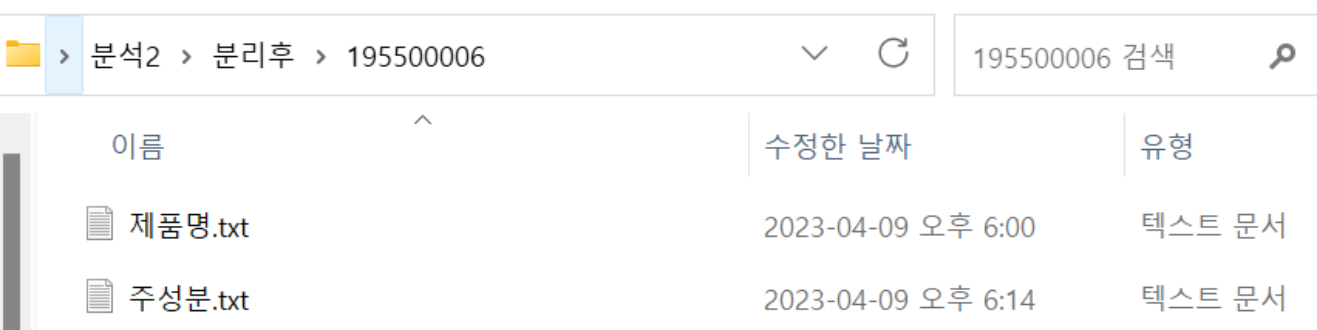 분석2 > 분리후 > 195500006 195500006 검색
이름 수정한 날짜 유형
제품명.txt 2023-04-09 오후 6:00 텍스트 문서
주성분.txt 2023-04-09 오후 6:14 텍스트 문서